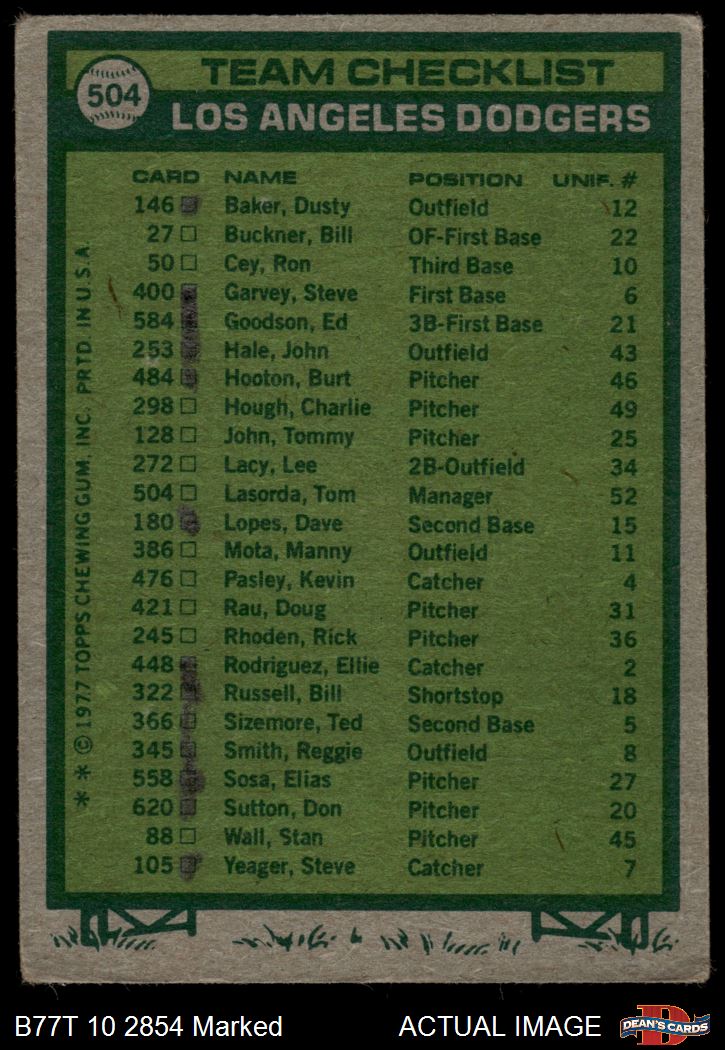 504
TEAM CHECKLIST
LOS ANGELES DODGERS
CARD NAME POSITION UNIF. #
146 Baker, Dusty Outfield 12
27 Buckner, Bill OF-First Base 22
50 Cey, Ron Third Base 10
400 Garvey, Steve First Base 6
584 Goodson, Ed 3B-First Base 21
253 Hale, John Outfield 43
484 Hooton, Burt Pitcher 46
298 Hough, Charlie Pitcher 49
128 John, Tommy Pitcher 25
272 Lacy, Lee 2B-Outfield 34
504 Lasorda, Tom Manager 52
180 Lopes, Dave Second Base 15
386 Mota, Manny Outfield 11
476 Pasley, Kevin Catcher 4
421 Rau, Doug Pitcher 31
245 Rhoden, Rick Pitcher 36
448 Rodriguez, Ellie Catcher 2
322 Russell, Bill Shortstop 18
366 Sizemore, Ted Second Base 5
345 Smith, Reggie Outfield 8
558 Sosa, Elias Pitcher 27
620 Sutton, Don Pitcher 20
88 Wall, Stan Pitcher 45
105 Yeager, Steve Catcher 7
* * © 1977 TOPPS CHEWING GUM, INC. PRTD. IN U.S.A.
B77T 10 2854 Marked ACTUAL IMAGE
D
DEAN'S CARDS